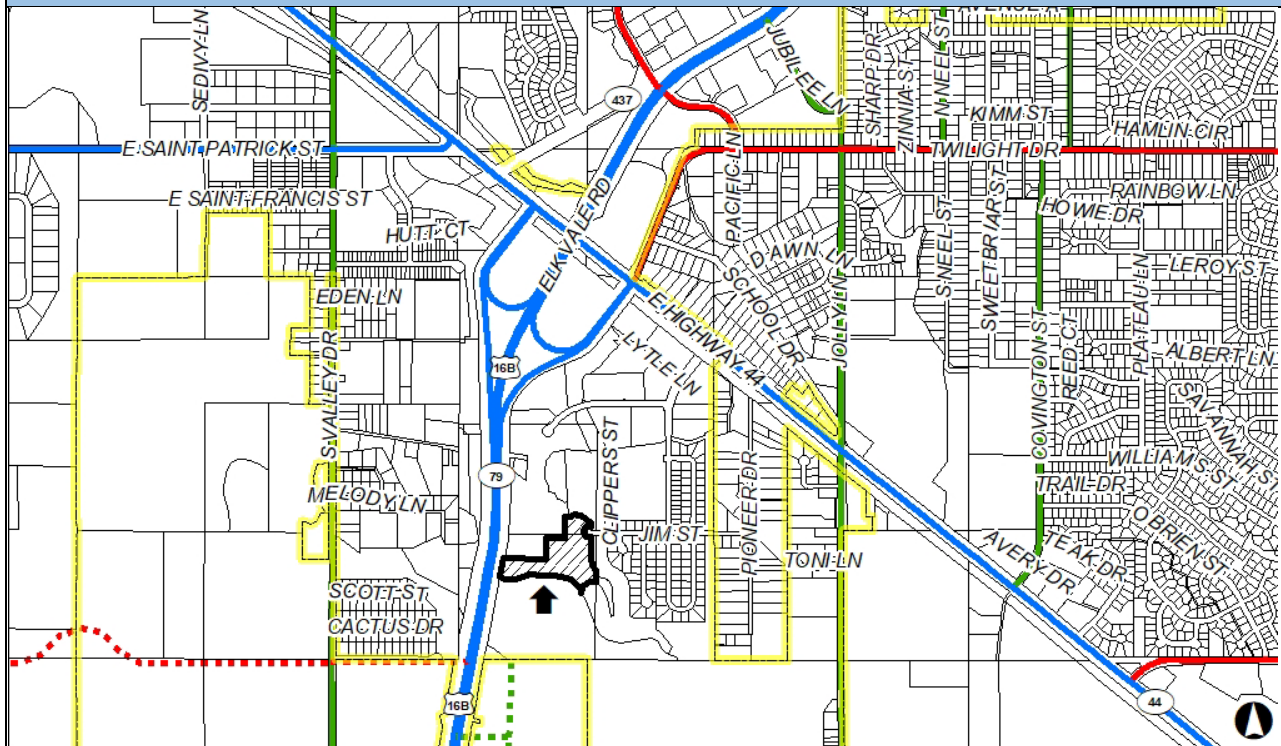 AVENUE A
SEDIVY LN
JUBILEE LN
SHARP DR
ZINNIA ST
N NEEL ST
437
KIMM ST
HAMLIN CIR
E SAINT PATRICK ST
TWILIGHT DR
PACIFIC LN
E SAINT FRANCIS ST
ELK VALE RD
RAINBOW LN
HOWIE DR
HUTT CT
S NEEL ST
SWEETBRIAR ST
DAWN LN
SCHOOL DR
LEROY ST
EDEN LN
E HIGHWAY 44
JOLLY LN
PLATEAU LN
COVINGTON ST
REED CT
LYTLE LN
ALBERT LN
16B
S VALLEY DR
SAVANNAH ST
CLIPPERS ST
WILLIAMS ST
79
TRAIL DR
MELODY LN
PIONEER DR
O BRIEN ST
JIM ST
TEAK DR
AVERY DR
TONI LN
SCOTT ST
CACTUS DR
16B
44